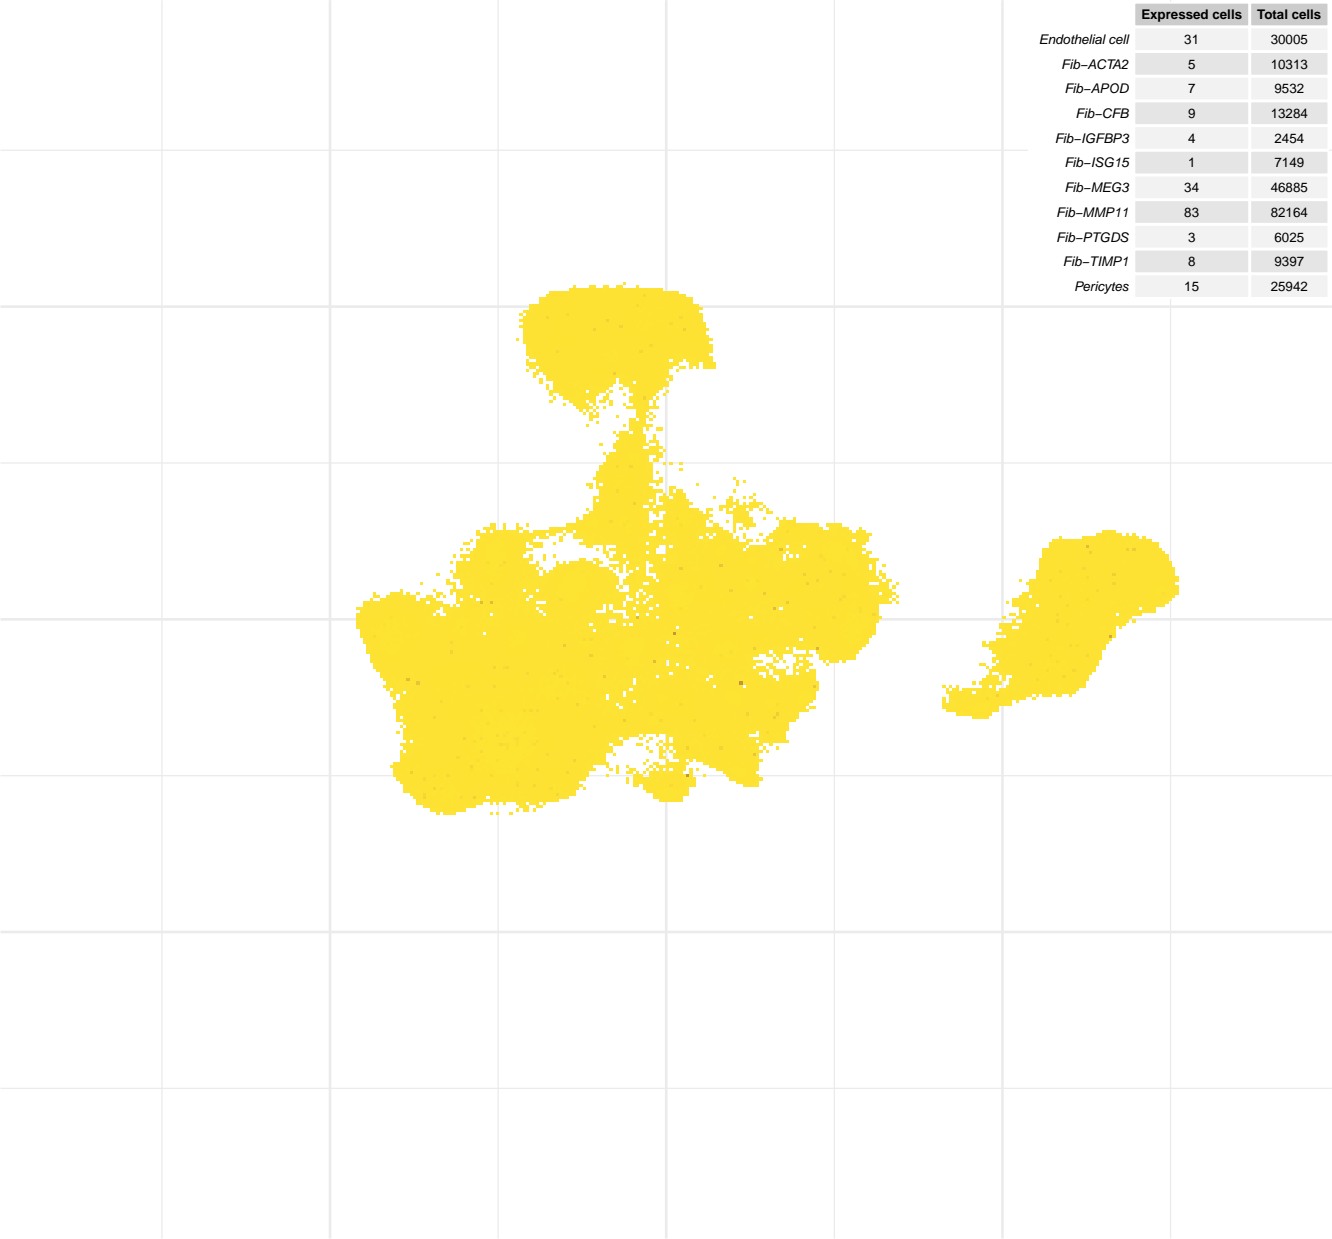 Expressed cells Total cells
Endothelial cell 31 30005
Fib−ACTA2 5 10313
Fib−APOD 7 9532
Fib−CFB 9 13284
Fib−IGFBP3 4 2454
Fib−ISG15 1 7149
Fib−MEG3 34 46885
Fib−MMP11 83 82164
Fib−PTGDS 3 6025
Fib−TIMP1 8 9397
Pericytes 15 25942